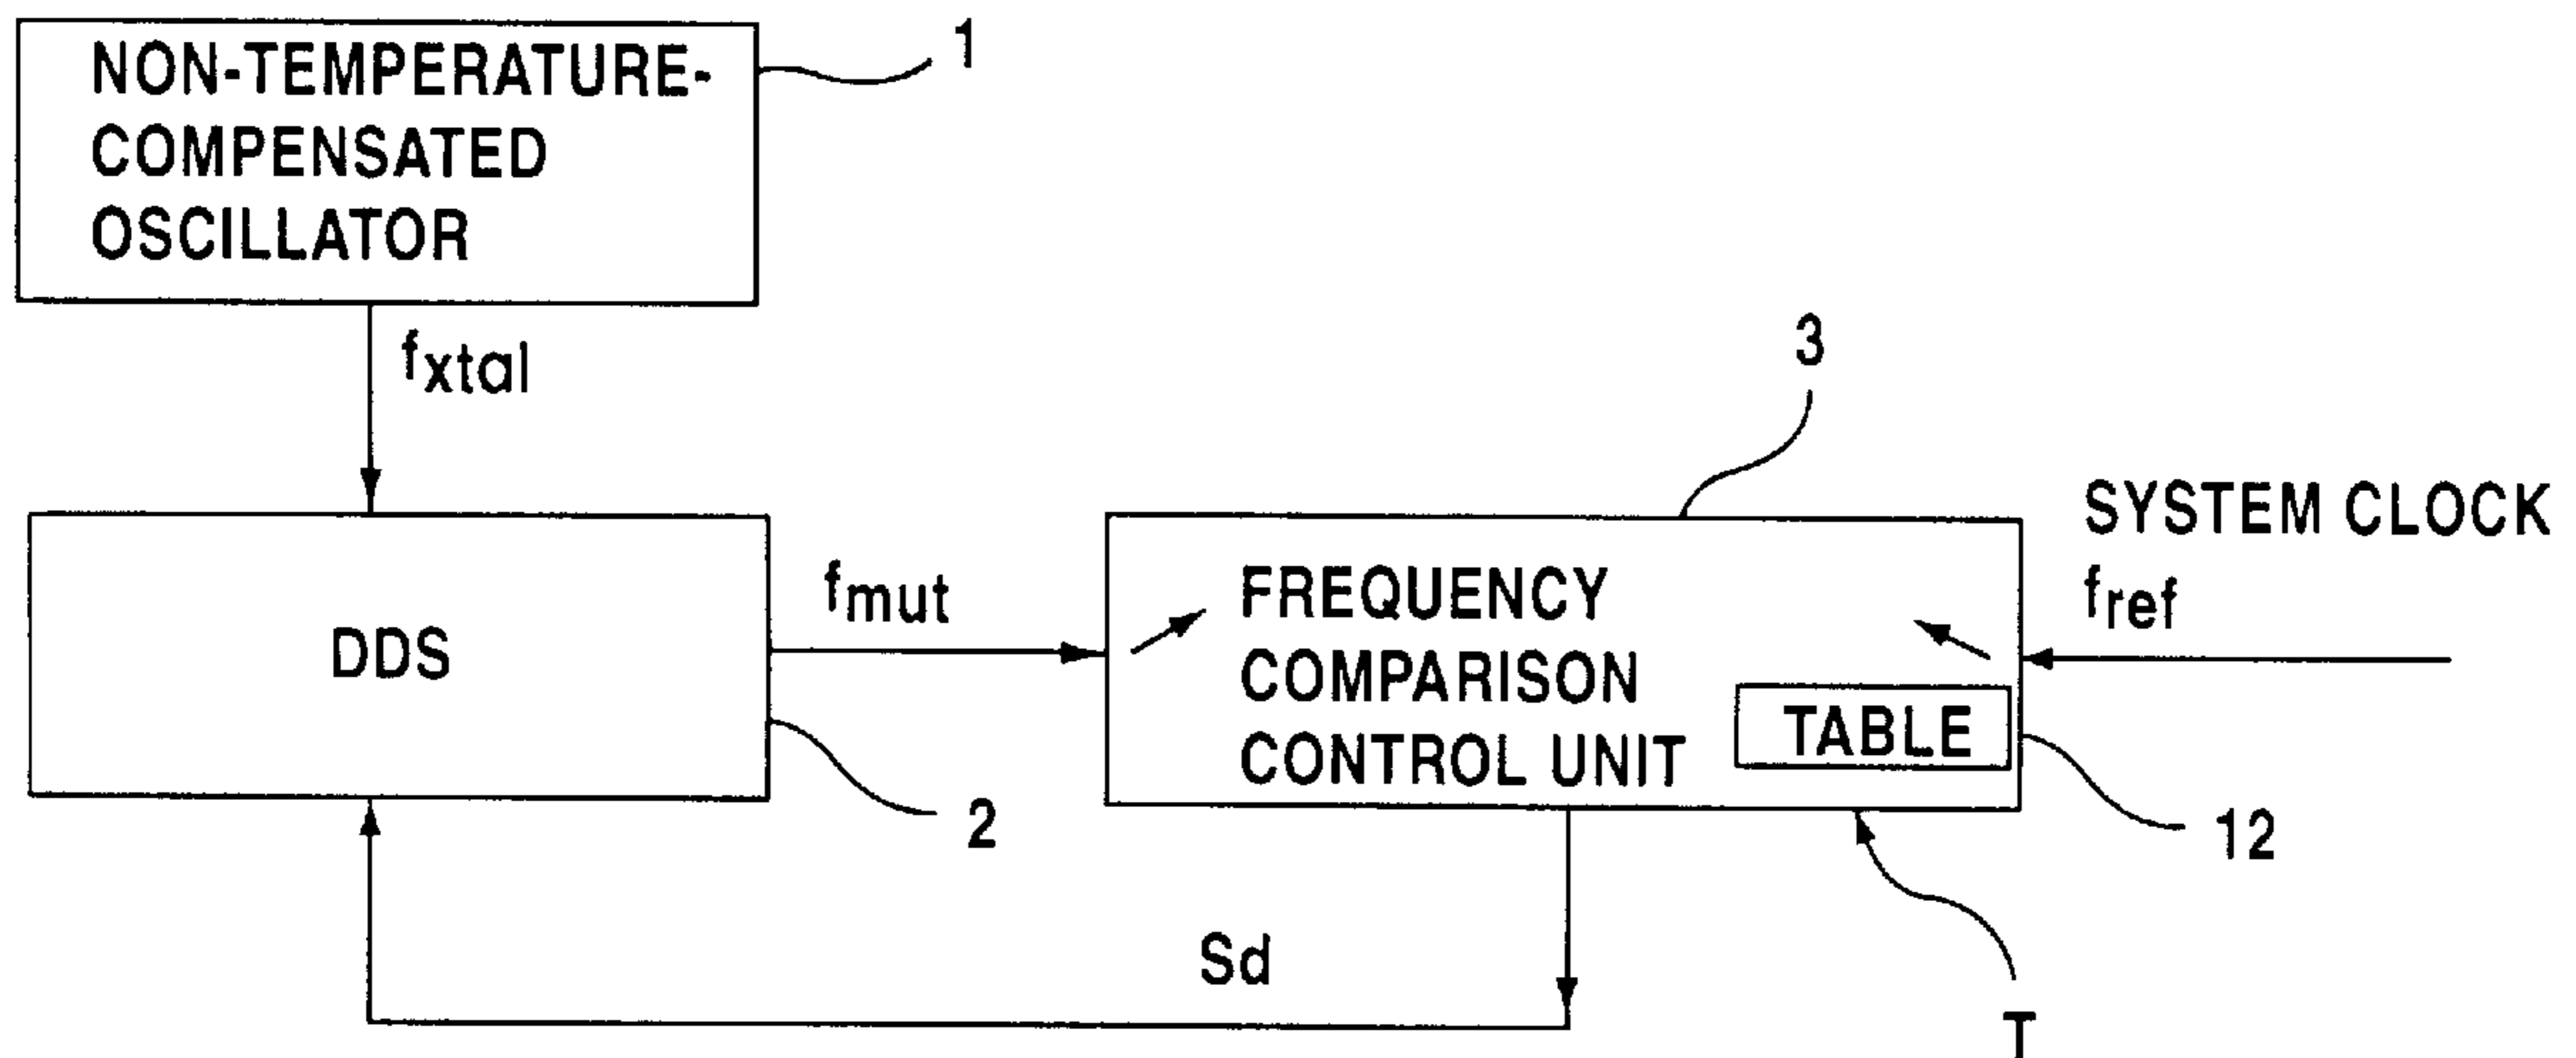 NON-TEMPERATURE-
COMPENSATED
OSCILLATOR
1
fxtal
3
SYSTEM CLOCK
fref
DDS
fmut
FREQUENCY
COMPARISON
CONTROL UNIT
TABLE
2
12
Sd
T